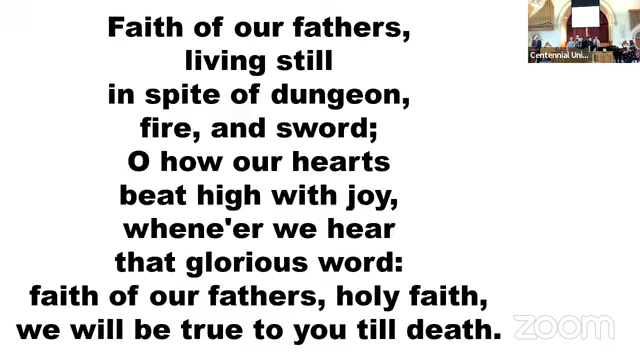 Faith of our fathers,
living still
in spite of dungeon,
fire, and sword;
O how our hearts
beat high with joy,
whene'er we hear
that glorious word:
faith of our fathers, holy faith,
we will be true to you till death.
Centennial Uni...
zoom